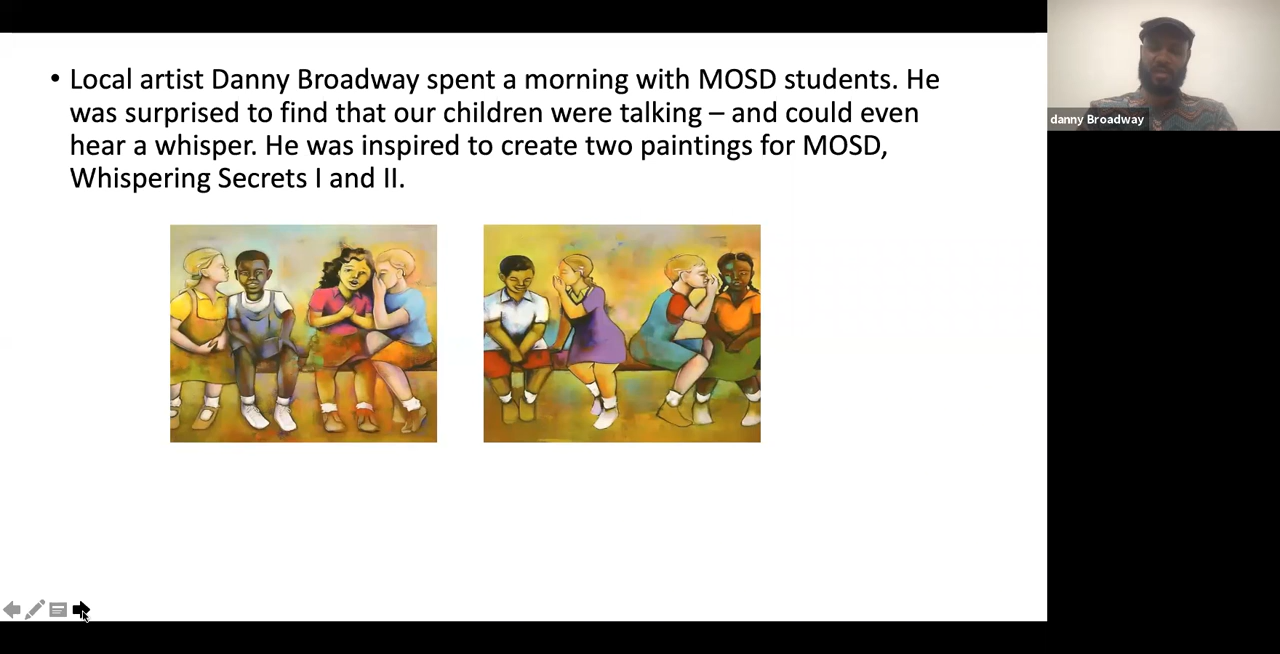 • Local artist Danny Broadway spent a morning with MOSD students. He
was surprised to find that our children were talking – and could even
hear a whisper. He was inspired to create two paintings for MOSD,
Whispering Secrets I and II.
danny Broadway